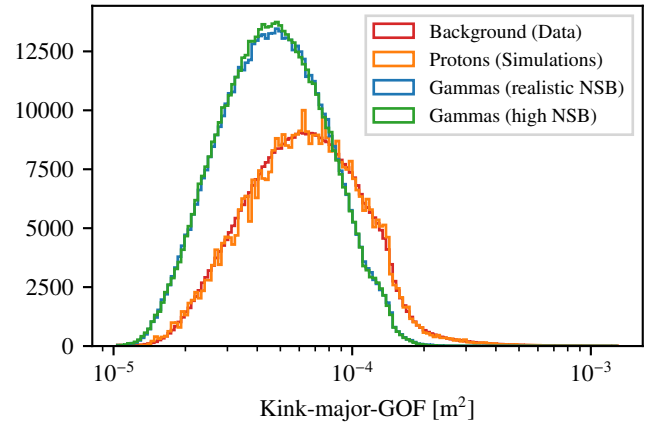 12500
10000
7500
5000
2500
0
Background (Data)
Protons (Simulations)
Gammas (realistic NSB)
Gammas (high NSB)
10⁻⁵
10⁻⁴
10⁻³
Kink-major-GOF [m²]